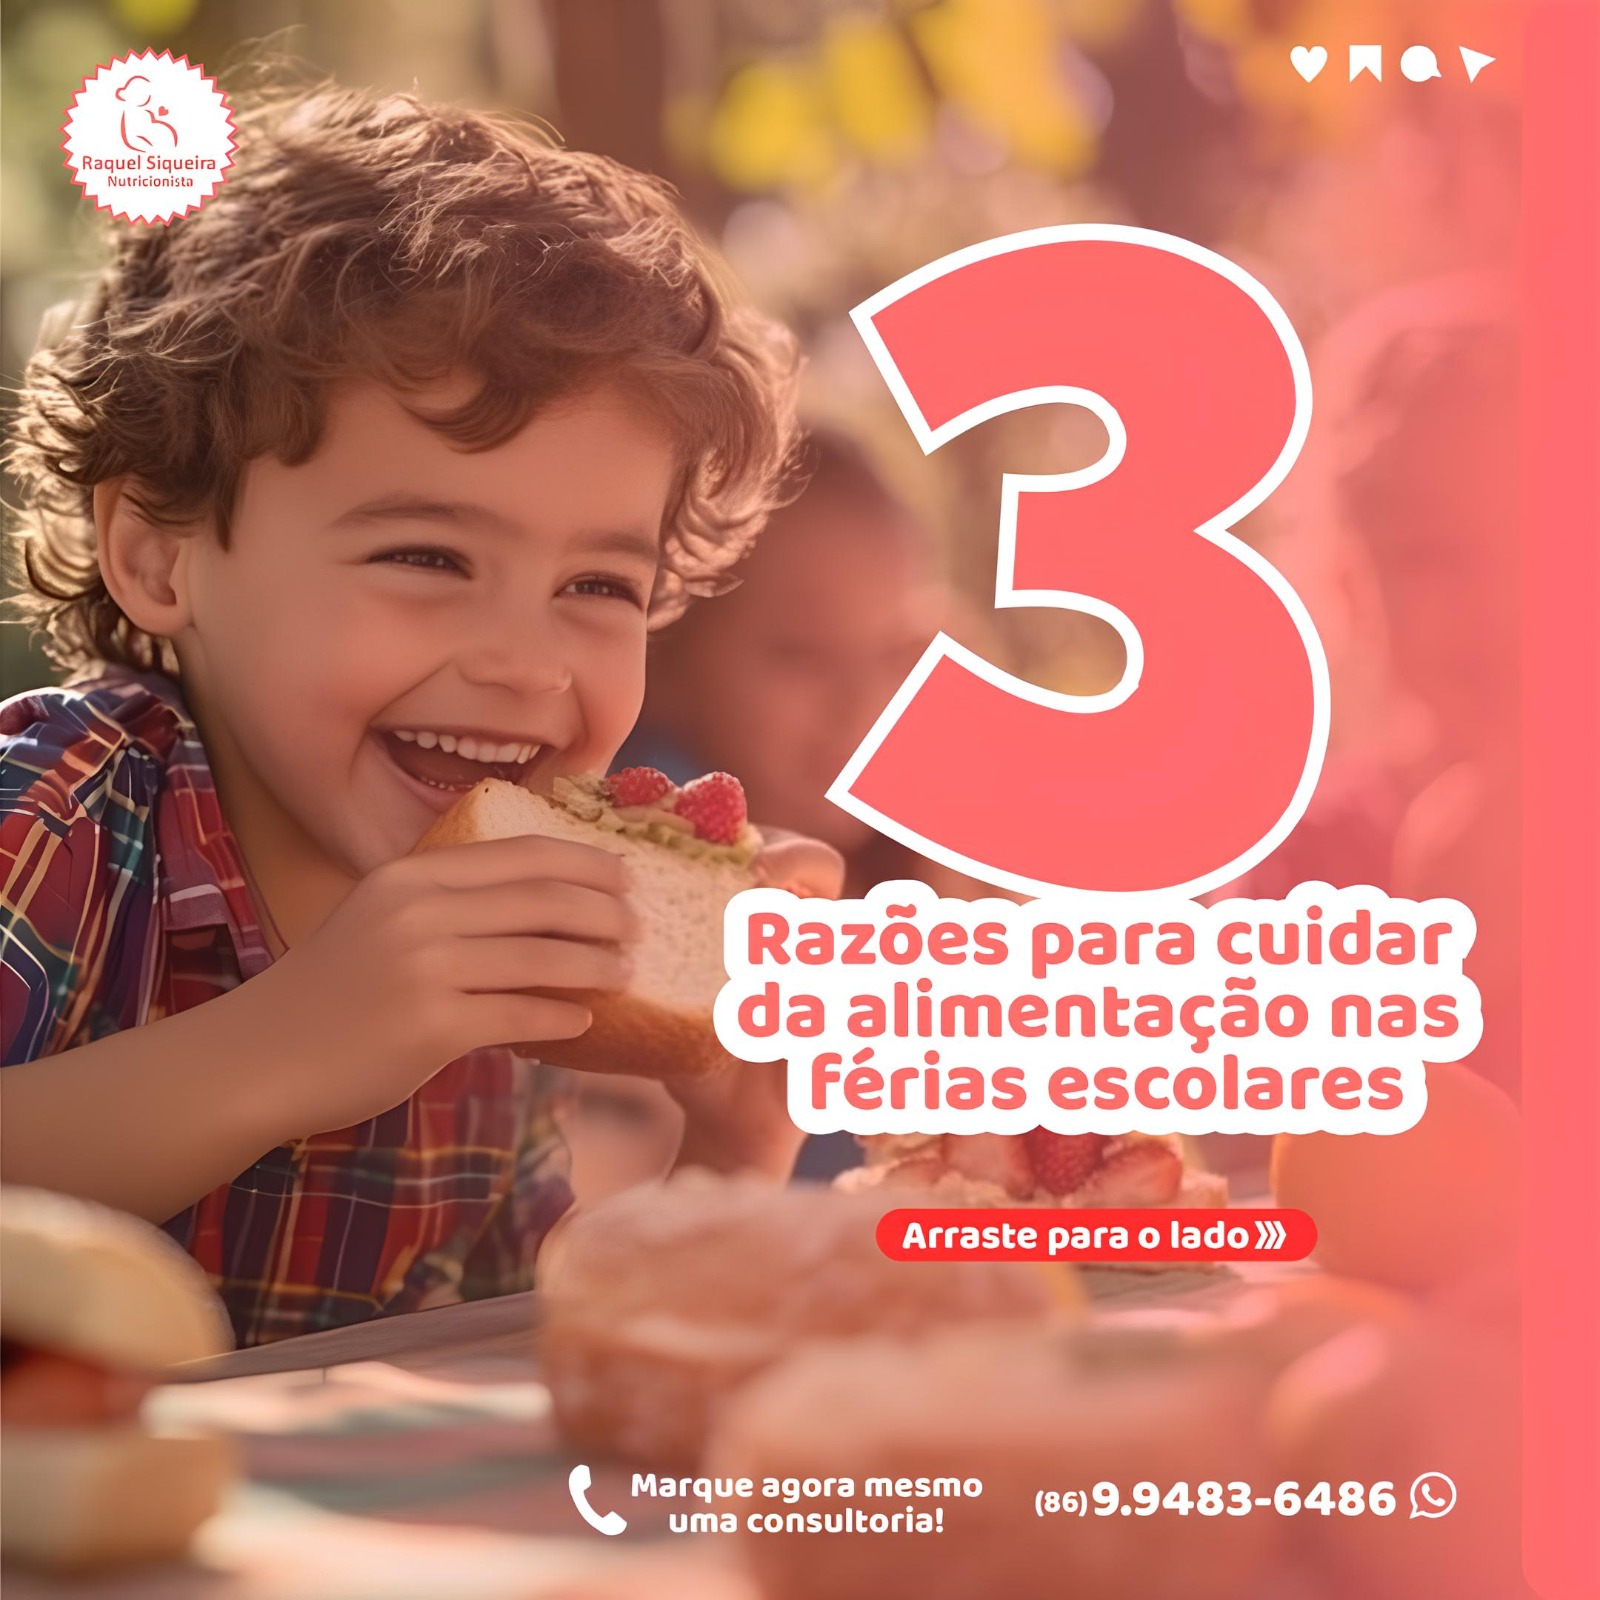 Raquel Siqueira
Nutricionista
3
Razões para cuidar
da alimentação nas
férias escolares
Arraste para o lado
Marque agora mesmo
uma consultoria!
(86) 9.9483-6486